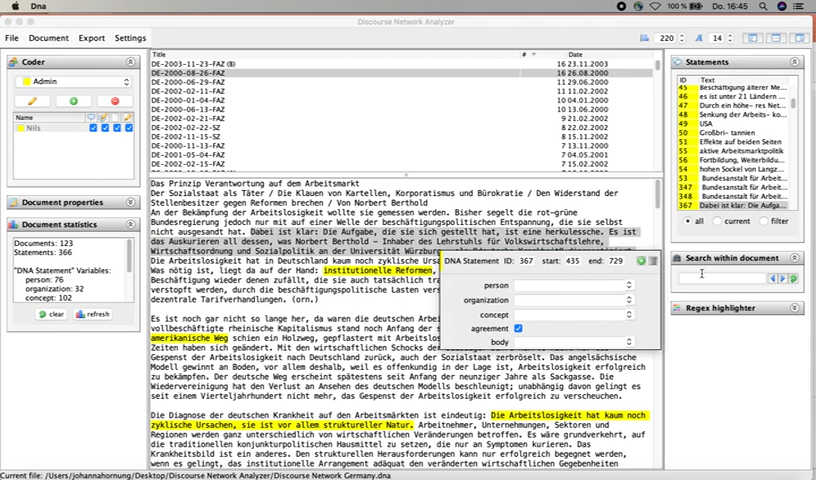 Dna
100 %
Di. 16:45
Discourse Network Analyzer
File Document Export Settings
220
14
Coder
Admin
Name
Nils
Document properties
Document statistics
Documents: 123
Statements: 366
"DNA Statement" Variables:
person: 76
organization: 32
concept: 102
clear refresh
Title # Date
DE-2003-11-23-FAZ (B) 16 23.11.2003
DE-2000-08-26-FAZ 16 26.08.2000
DE-2000-06-29-FAZ 11 29.06.2000
DE-2002-02-11-FAZ 11 11.02.2002
DE-2000-01-04-FAZ 10 04.01.2000
DE-2000-06-13-FAZ 10 13.06.2000
DE-2002-02-21-FAZ 9 21.02.2002
DE-2002-02-22-SZ 8 22.02.2002
DE-2002-11-15-SZ 8 15.11.2002
DE-2002-02-13-FAZ 7 13.02.2002
DE-2001-05-04-FAZ 7 04.05.2001
DE-2002-02-15-FAZ 7 15.02.2002
Das Prinzip Verantwortung auf dem Arbeitsmarkt
Der Sozialstaat als Täter / Die Klauen von Kartellen, Korporatismus und Bürokratie / Den Widerstand der
Stellenbesitzer gegen Reformen brechen / Von Norbert Berthold
An der Bekämpfung der Arbeitslosigkeit wollte sie gemessen werden. Bisher segelt die rot-grüne
Bundesregierung jedoch nur mit auf einer Welle der beschäftigungspolitischen Entspannung, die sie selbst
nicht ausgesandt hat. Dabei ist klar: Die Aufgabe, die sie sich gestellt hat, ist eine herkulessche. Es ist
das Auskurieren all dessen, was Norbert Berthold - Inhaber des Lehrstuhls für Volkswirtschaftslehre,
Wirtschaftsordnung und Sozialpolitik an der Universität Würzburg
Die Arbeitslosigkeit hat in Deutschland kaum noch zyklische Ursa
Was nötig ist, liegt da auf der Hand: institutionelle Reformen,
Beschäftigung wieder denen zufällt, die sie auch tatsächlich
verstopft werden, durch die beschäftigungspolitische Lasten
dezentrale Tarifverhandlungen. (orn.)
Es ist noch gar nicht so lange her, da waren die deutschen
vollbeschäftigte rheinische Kapitalismus stand noch Anfang der
amerikanische Weg schien ein Holzweg, gepflastert mit Arbeitslos
Zeiten haben sich geändert. Mit den wirtschaftlichen Schocks
Gespenst der Arbeitslosigkeit nach Deutschland zurück, auch der Sozialstaat zerbröselt. Das angelsächsische
Modell gewinnt an Boden, vor allem deshalb, weil es offenkundig in der Lage ist, Arbeitslosigkeit erfolgreich
zu bekämpfen. Der deutsche Weg erscheint spätestens seit Anfang der neunziger Jahre als Sackgasse. Die
Wiedervereinigung hat den Verlust an Ansehen des deutschen Modells beschleunigt; unabhängig davon gelingt es
seit einem Vierteljahrhundert nicht mehr, das Gespenst der Arbeitslosigkeit erfolgreich zu verscheuchen.
Die Diagnose der deutschen Krankheit auf den Arbeitsmärkten ist eindeutig: Die Arbeitslosigkeit hat kaum noch
zyklische Ursachen, sie ist vor allem struktureller Natur. Arbeitnehmer, Unternehmungen, Sektoren und
Regionen werden ganz unterschiedlich von wirtschaftlichen Veränderungen betroffen. Es wäre grundverkehrt, auf
die traditionellen konjunkturpolitischen Hausmittel zu setzen, die nur an Symptomen kurieren. Das
Krankheitsbild ist ein anderes. Den strukturellen Herausforderungen kann nur erfolgreich begegnet werden,
wenn es gelingt, das institutionelle Arrangement adäquat den veränderten wirtschaftlichen Gegebenheiten
DNA Statement ID: 367 start: 435 end: 729
person
organization
concept
agreement
body
Statements
ID Text
45 Beschäftigung älterer Me...
46 es ist unter 21 Ländern ...
47 Durch ein höhe- res Net...
48 Senkung der Arbeits- ko...
49 USA
50 Großbri- tannien
51 Effekte auf beiden Seiten
55 aktive Arbeitsmarktpolitik
56 Fortbildung, Weiterbildu...
54 hohen Sockel von Langz...
53 Bundesanstalt für Arbeit...
347 Bundesanstalt für Arbeit...
348 Bundesanstalt für Arbeit...
367 Dabei ist klar: Die Aufga...
all current filter
Search within document
Regex highlighter
Current file: /Users/johannahornung/Desktop/Discourse Network Analyzer/Discourse Network Germany.dna